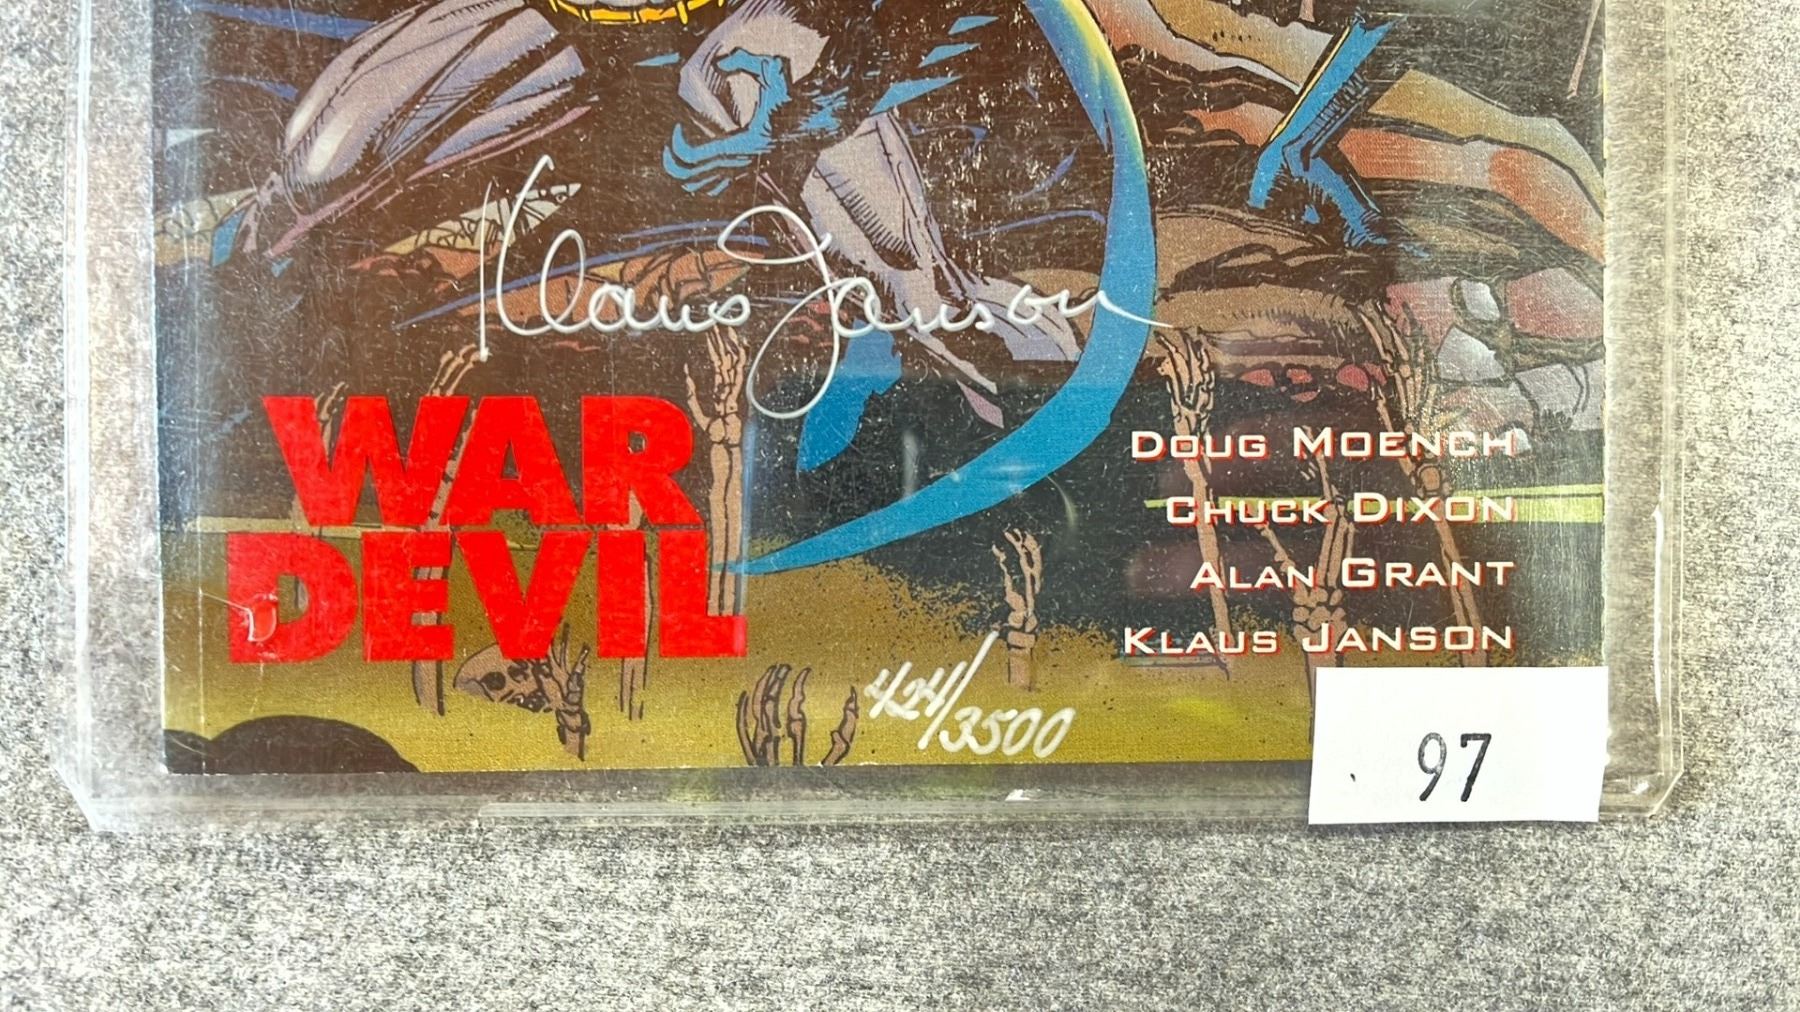 Klaus Janson
WAR
DEVIL
DOUG MOENCH
CHUCK DIXON
ALAN GRANT
KLAUS JANSON
424/3500
97